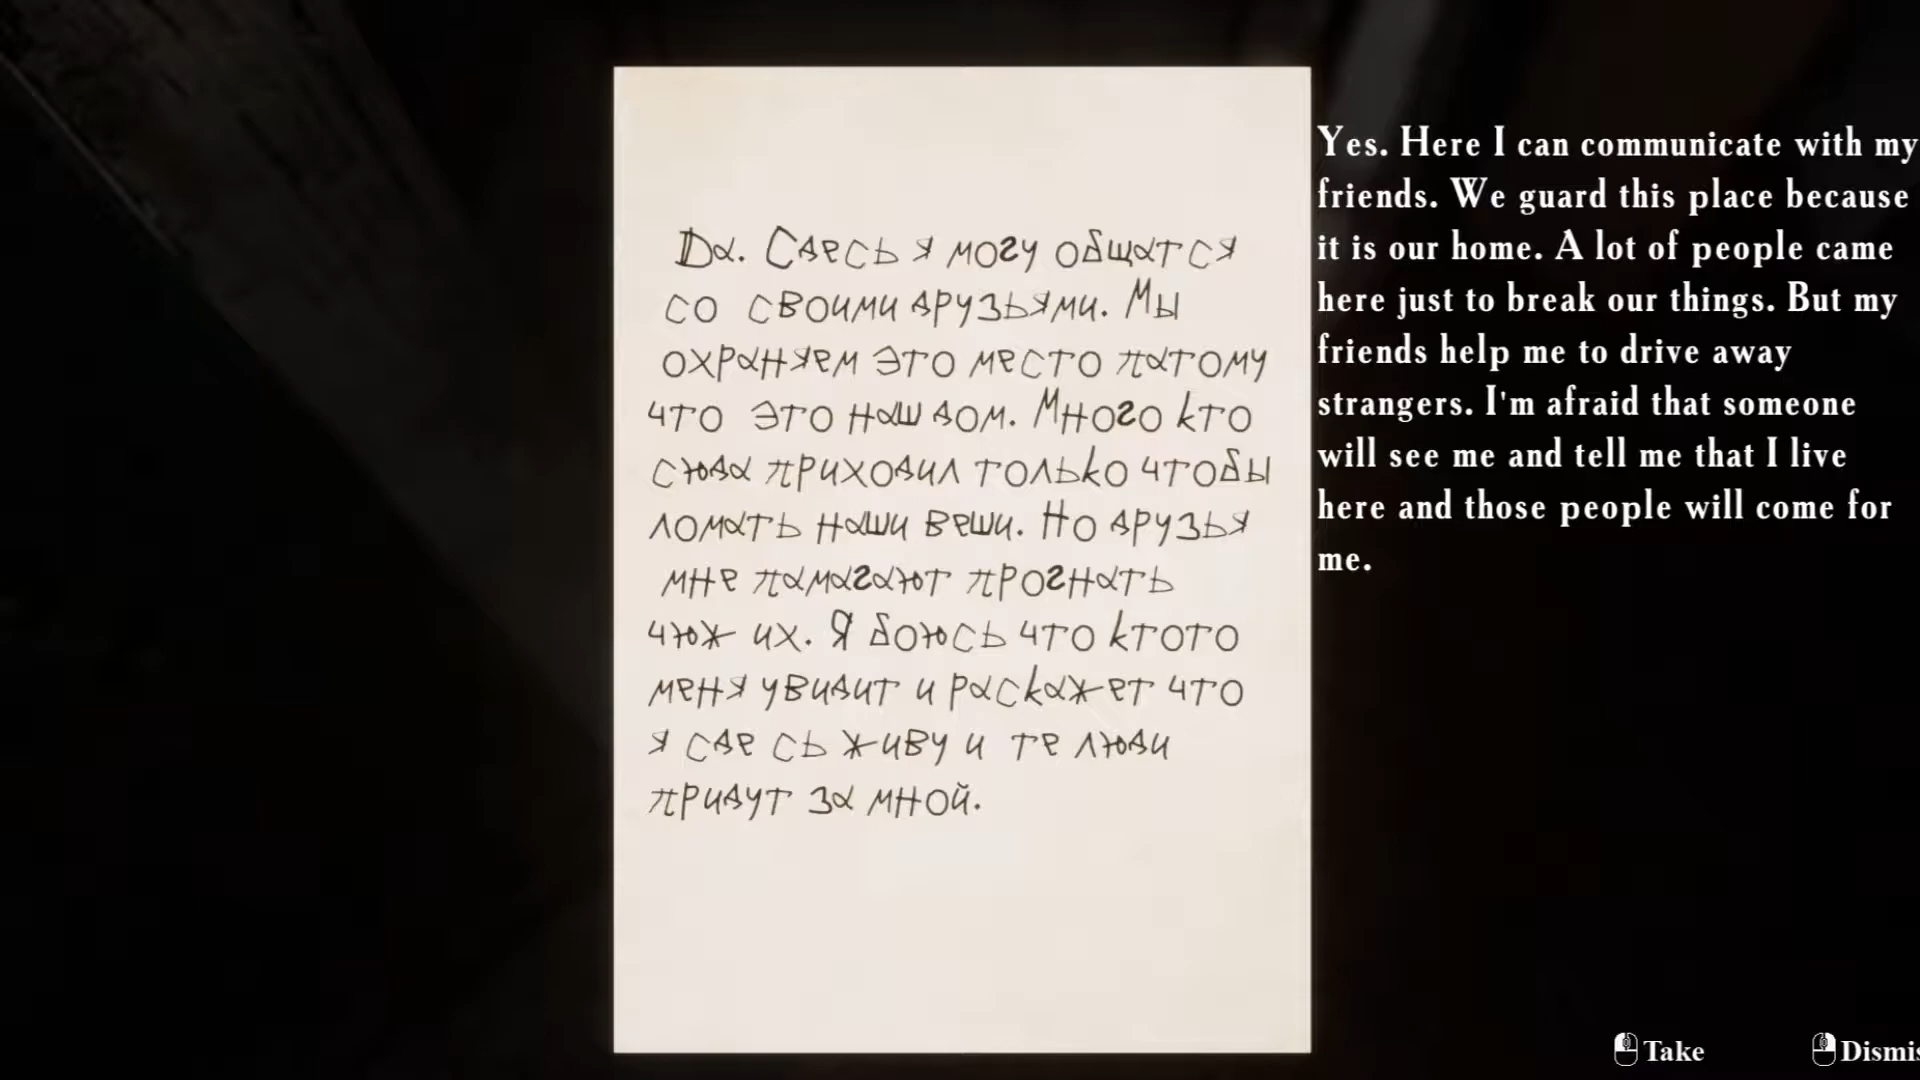 Да. Сдесь я могу общатся
со своими друзьями. Мы
охраняем это место патому
что это наш дом. Много кто
сюда приходил только чтобы
ломать наши веши. Но друзья
мне памагают прогнать
чюж их. Я боюсь что ктото
меня увидит и раскажет что
я сде сь живу и те люди
придут за мной.
Yes. Here I can communicate with my
friends. We guard this place because
it is our home. A lot of people came
here just to break our things. But my
friends help me to drive away
strangers. I'm afraid that someone
will see me and tell me that I live
here and those people will come for
me.
Take
Dismis